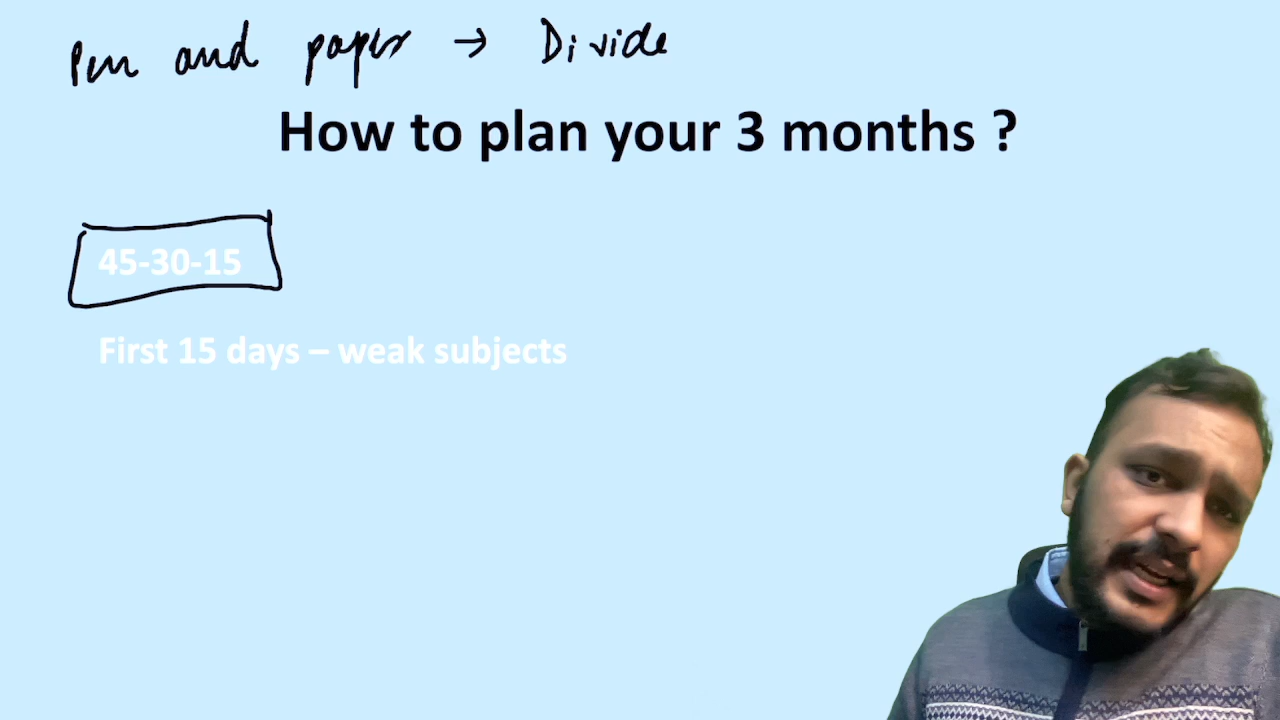 Pen and paper → Divide
How to plan your 3 months ?
45-30-15
First 15 days – weak subjects